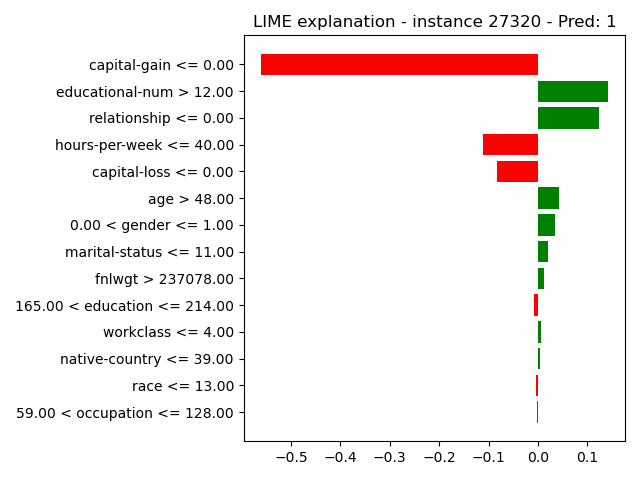 LIME explanation - instance 27320 - Pred: 1
capital-gain <= 0.00
educational-num > 12.00
relationship <= 0.00
hours-per-week <= 40.00
capital-loss <= 0.00
age > 48.00
0.00 < gender <= 1.00
marital-status <= 11.00
fnlwgt > 237078.00
165.00 < education <= 214.00
workclass <= 4.00
native-country <= 39.00
race <= 13.00
59.00 < occupation <= 128.00
−0.5 −0.4 −0.3 −0.2 −0.1 0.0 0.1